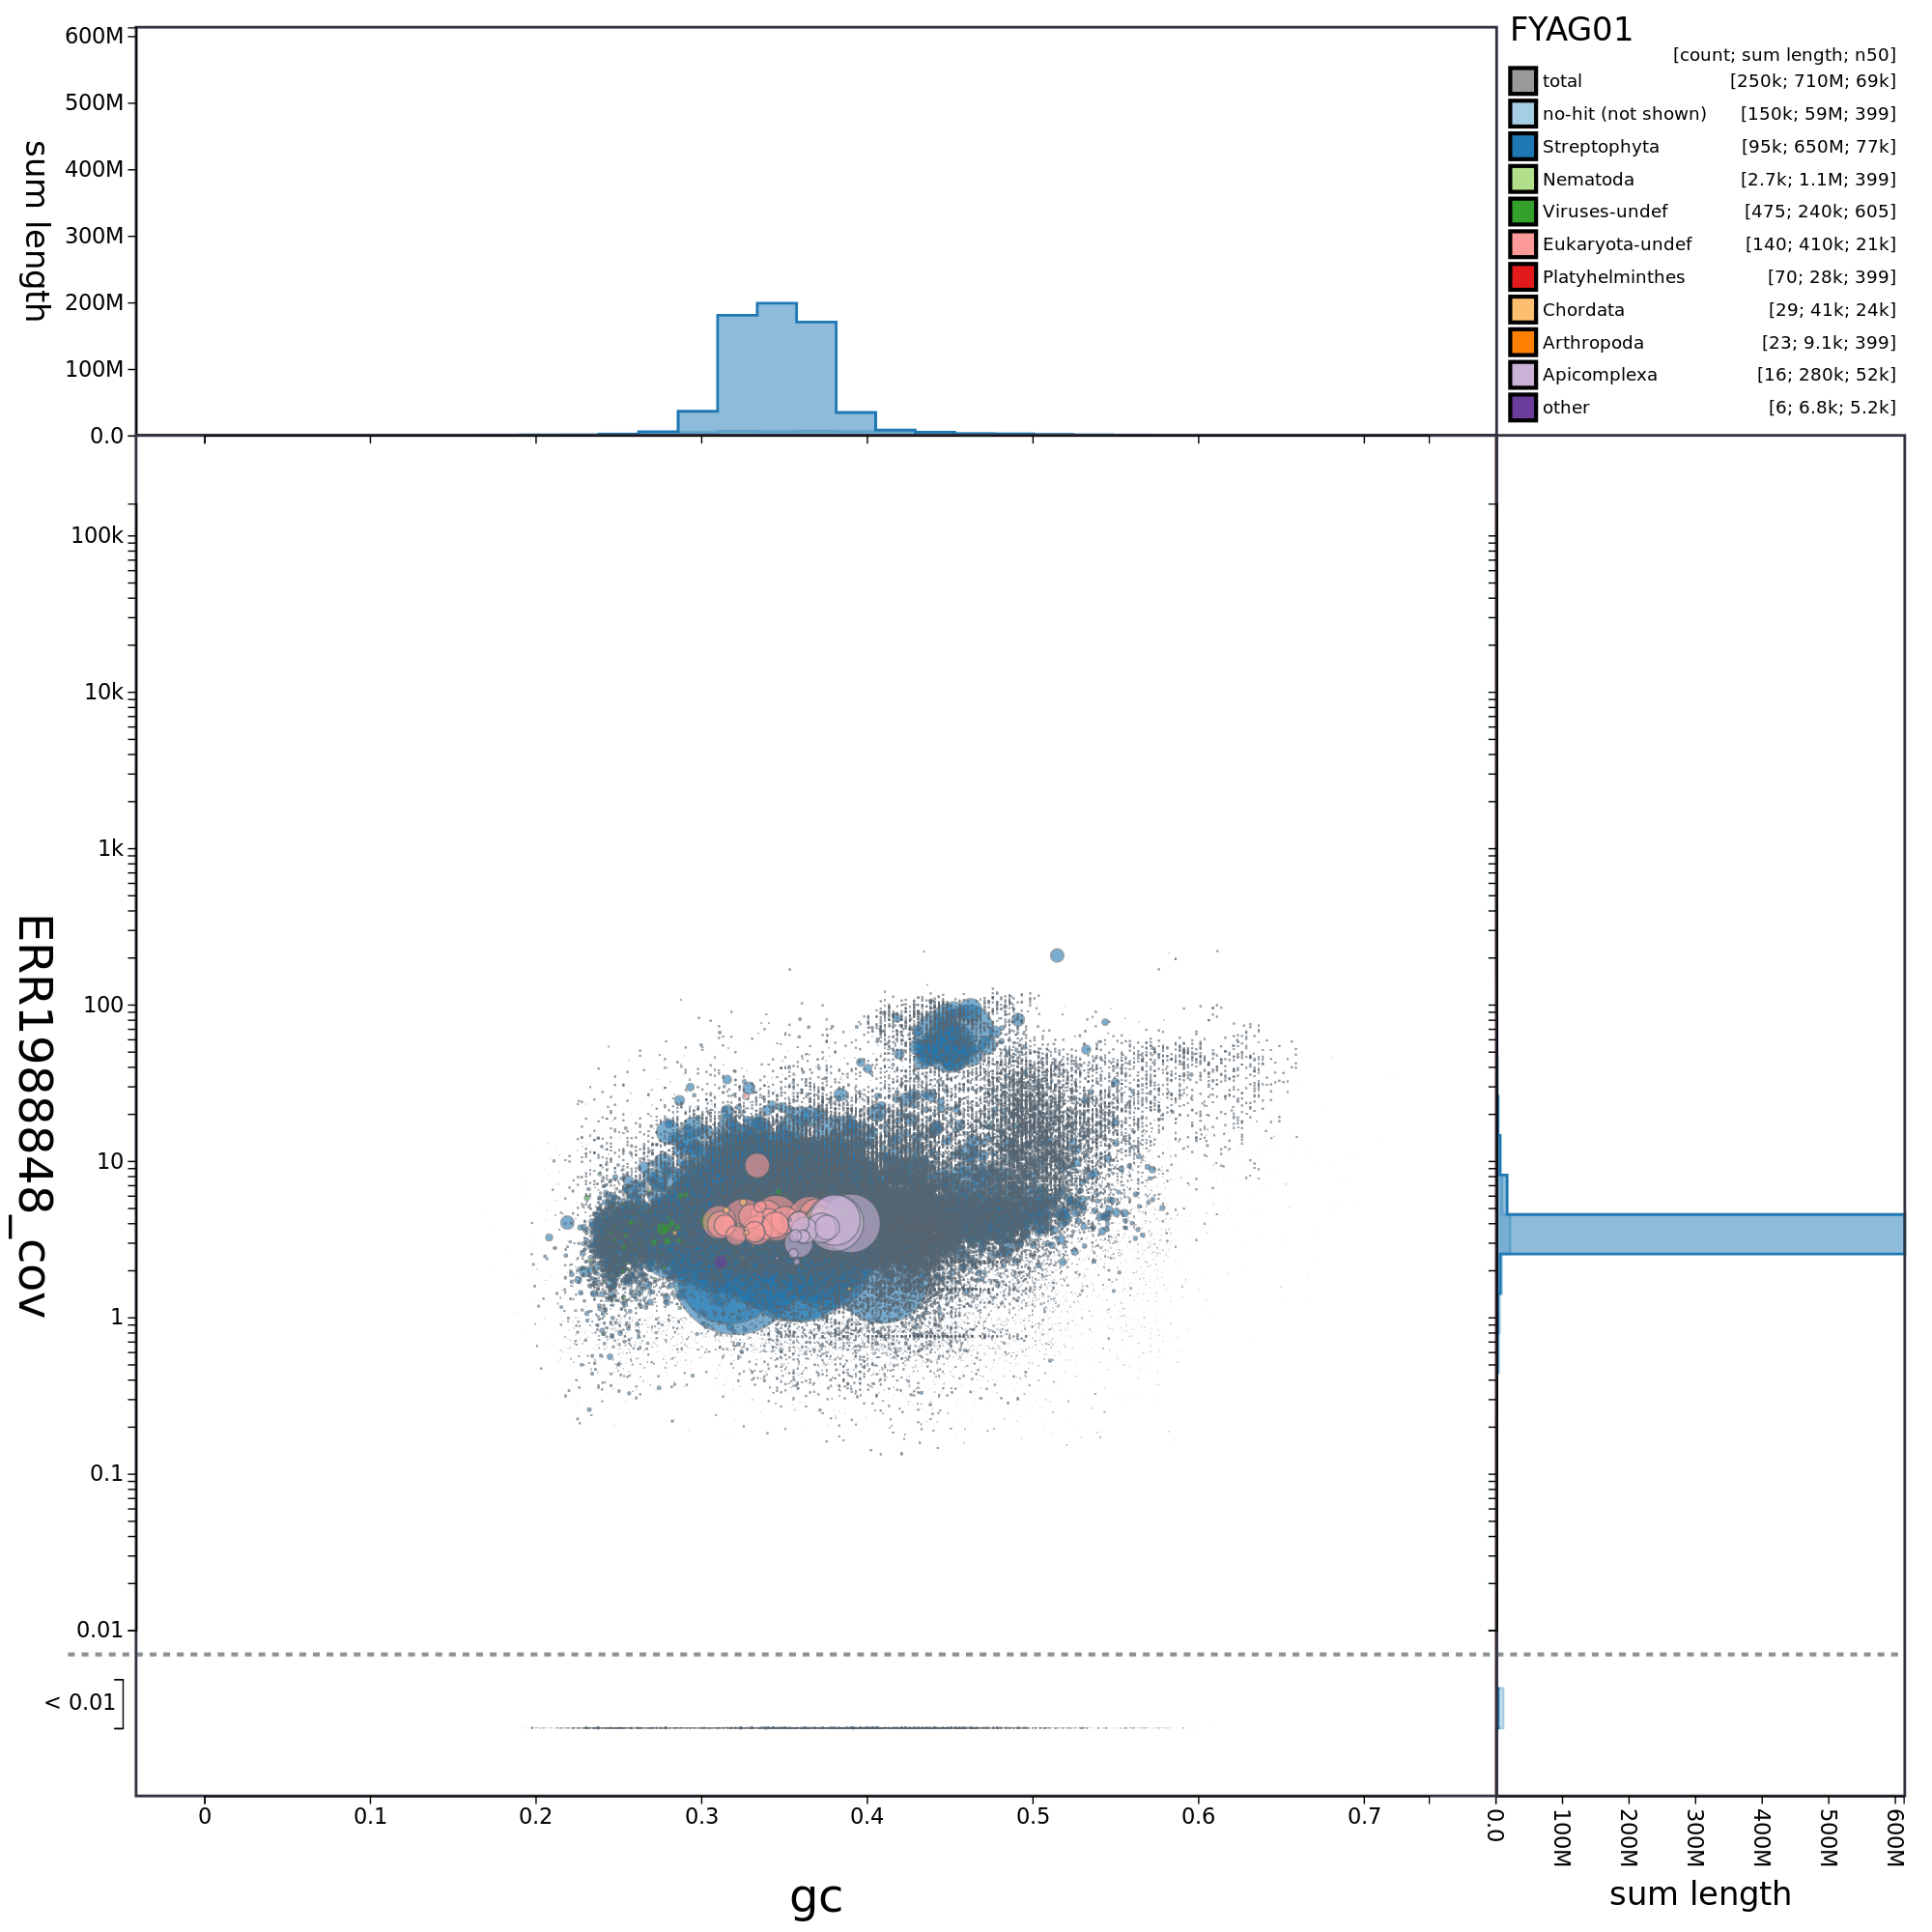 FYAG01
[count; sum length; n50]
total [250k; 710M; 69k]
no-hit (not shown) [150k; 59M; 399]
Streptophyta [95k; 650M; 77k]
Nematoda [2.7k; 1.1M; 399]
Viruses-undef [475; 240k; 605]
Eukaryota-undef [140; 410k; 21k]
Platyhelminthes [70; 28k; 399]
Chordata [29; 41k; 24k]
Arthropoda [23; 9.1k; 399]
Apicomplexa [16; 280k; 52k]
other [6; 6.8k; 5.2k]
sum length
600M
500M
400M
300M
200M
100M
0.0
ERR1988848_cov
100k
10k
1k
100
10
1
0.1
0.01
< 0.01
0 0.1 0.2 0.3 0.4 0.5 0.6 0.7
gc
0.0 100M 200M 300M 400M 500M 600M
sum length